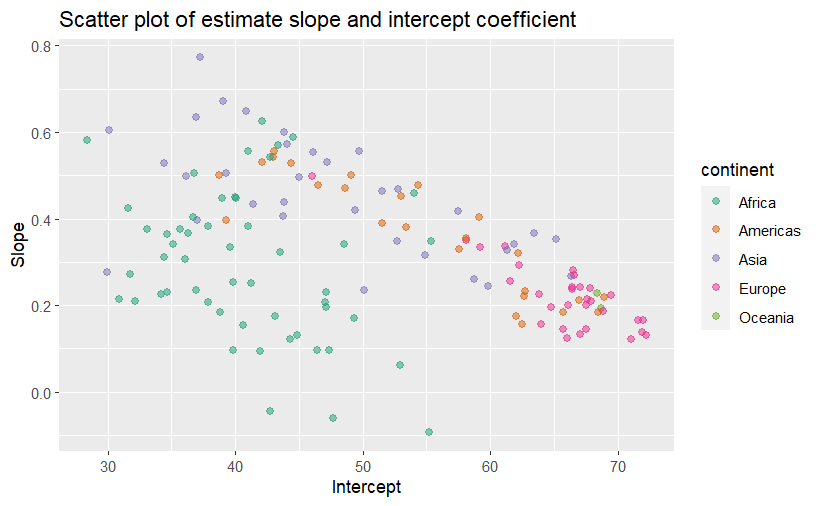 Scatter plot of estimate slope and intercept coefficient
0.8
0.6
0.4
0.2
0.0
Slope
30 40 50 60 70
Intercept
continent
Africa
Americas
Asia
Europe
Oceania